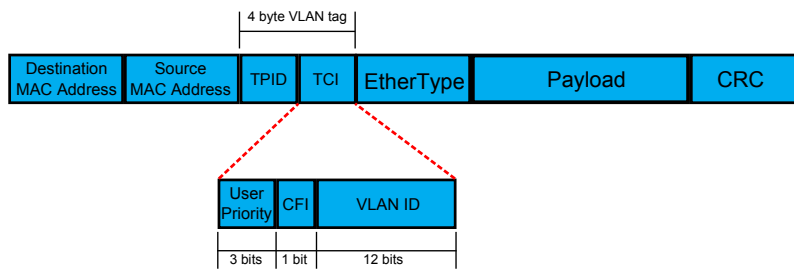 4 byte VLAN tag
Destination
MAC Address
Source
MAC Address
TPID
TCI
EtherType
Payload
CRC
User
Priority
CFI
VLAN ID
3 bits
1 bit
12 bits